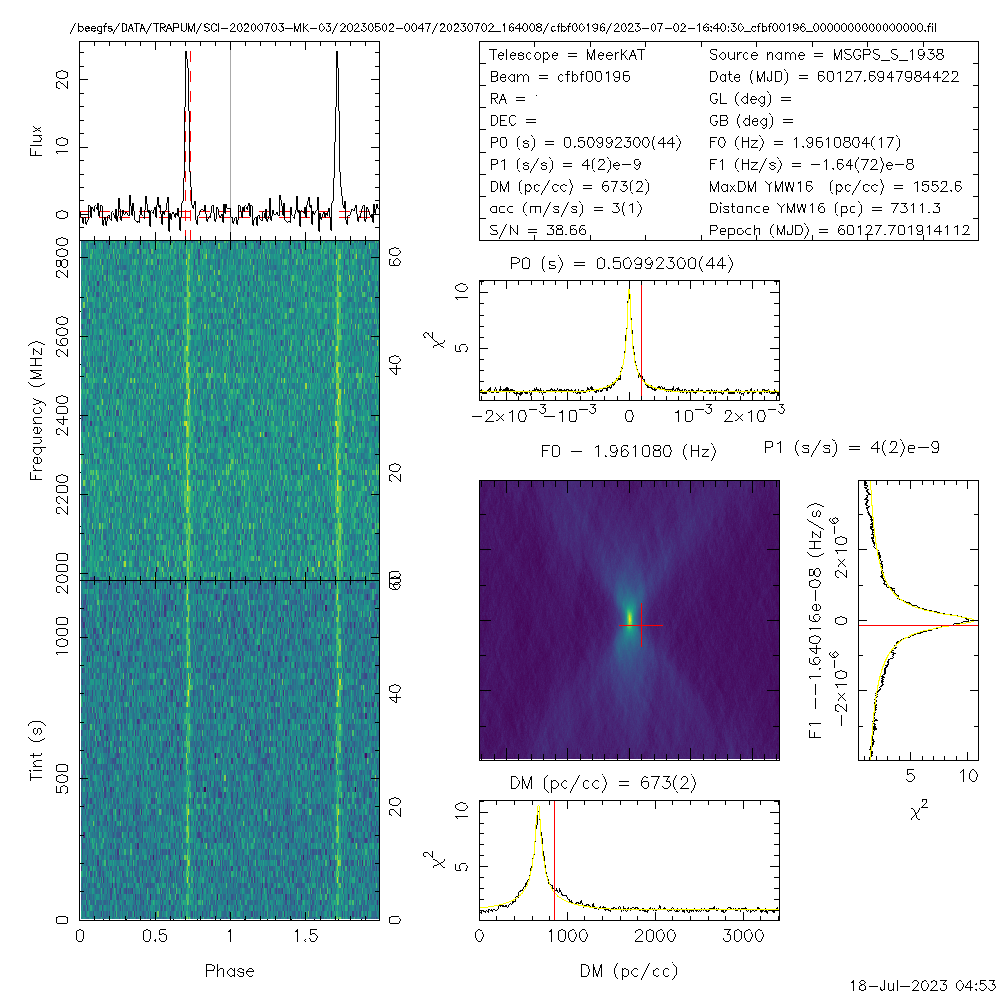 /beegfs/DATA/TRAPUM/SCI-20200703-MK-03/20230502-0047/20230702_164008/cfbf00196/2023-07-02-16:40:30_cfbf00196_0000000000000000.fil
Telescope = MeerKAT
Source name = MSGPS_S_1938
Beam = cfbf00196
Date (MJD) = 60127.6947984422
RA =
GL (deg) =
DEC =
GB (deg) =
P0 (s) = 0.50992300(44)
F0 (Hz) = 1.9610804(17)
P1 (s/s) = 4(2)e-9
F1 (Hz/s) = -1.64(72)e-8
DM (pc/cc) = 673(2)
MaxDM YMW16 (pc/cc) = 1552.6
acc (m/s/s) = 3(1)
Distance YMW16 (pc) = 7311.3
S/N = 38.66
Pepoch (MJD) = 60127.701914112
Flux
0 10 20
Frequency (MHz)
2000 2200 2400 2600 2800
0 20 40 60
Tint (s)
0 500 1000
0 20 40 60
0 0.5 1 1.5
Phase
P0 (s) = 0.50992300(44)
χ²
5 10
-2×10⁻³ -10⁻³ 0 10⁻³ 2×10⁻³
F0 - 1.961080 (Hz)
P1 (s/s) = 4(2)e-9
F1 --1.64016e-08 (Hz/s)
-2×10⁻⁶ 0 2×10⁻⁶
5 10
χ²
DM (pc/cc) = 673(2)
χ²
5 10
0 1000 2000 3000
DM (pc/cc)
18-Jul-2023 04:53